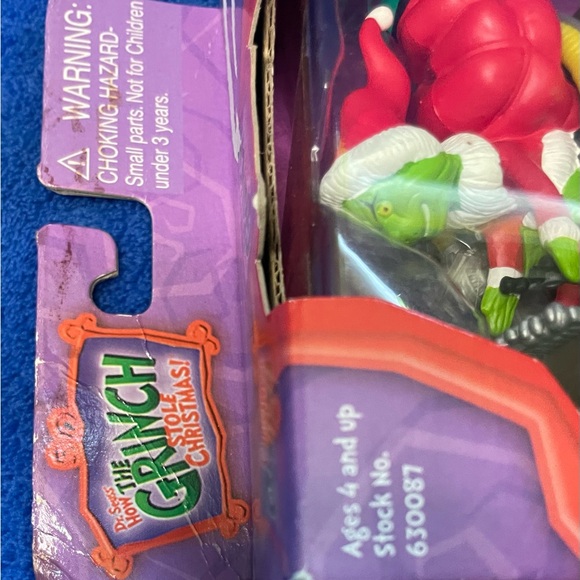 WARNING:
CHOKING HAZARD-
Small parts. Not for Children
under 3 years.
Dr. Seuss'
HOW THE
GRINCH
STOLE
CHRISTMAS!
Ages 4 and up
Stock No.
630087